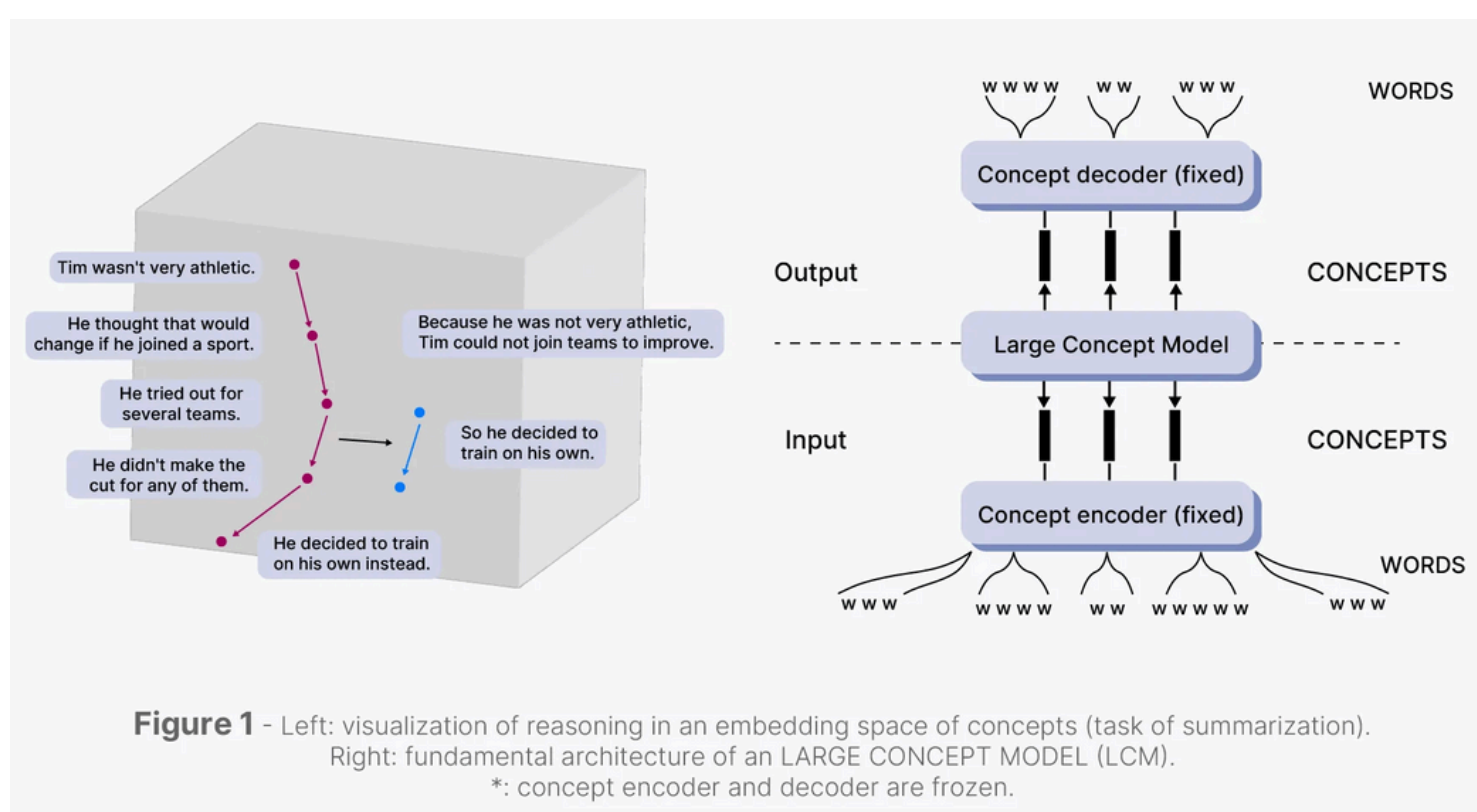 Tim wasn't very athletic.
He thought that would
change if he joined a sport.
He tried out for
several teams.
He didn't make the
cut for any of them.
He decided to train
on his own instead.
Because he was not very athletic,
Tim could not join teams to improve.
So he decided to
train on his own.
w w w w w w w w w WORDS
Concept decoder (fixed)
Output CONCEPTS
Large Concept Model
Input CONCEPTS
Concept encoder (fixed)
WORDS
w w w w w w w w w w w w w w w w w
Figure 1 - Left: visualization of reasoning in an embedding space of concepts (task of summarization).
Right: fundamental architecture of an LARGE CONCEPT MODEL (LCM).
*: concept encoder and decoder are frozen.